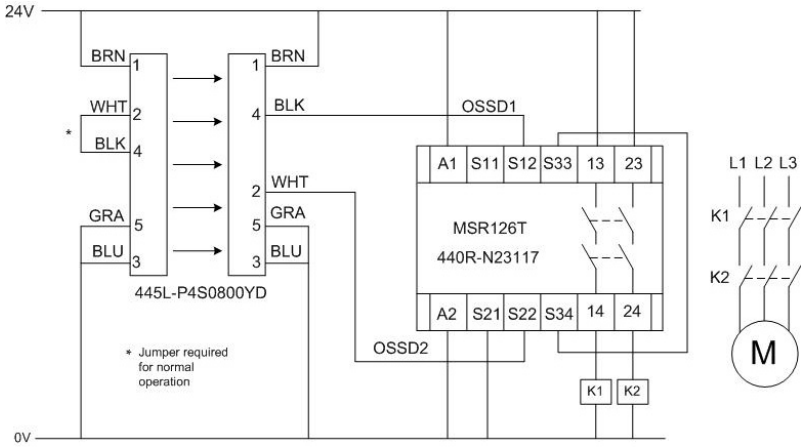 24V
BRN 1
1 BRN
WHT 2
4 BLK
OSSD1
*
BLK 4
A1 S11 S12 S33 13 23
L1 L2 L3
2 WHT
K1
GRA 5
5 GRA
MSR126T
BLU 3
3 BLU
440R-N23117
K2
445L-P4S0800YD
A2 S21 S22 S34 14 24
* Jumper required
for normal
operation
OSSD2
M
K1 K2
0V